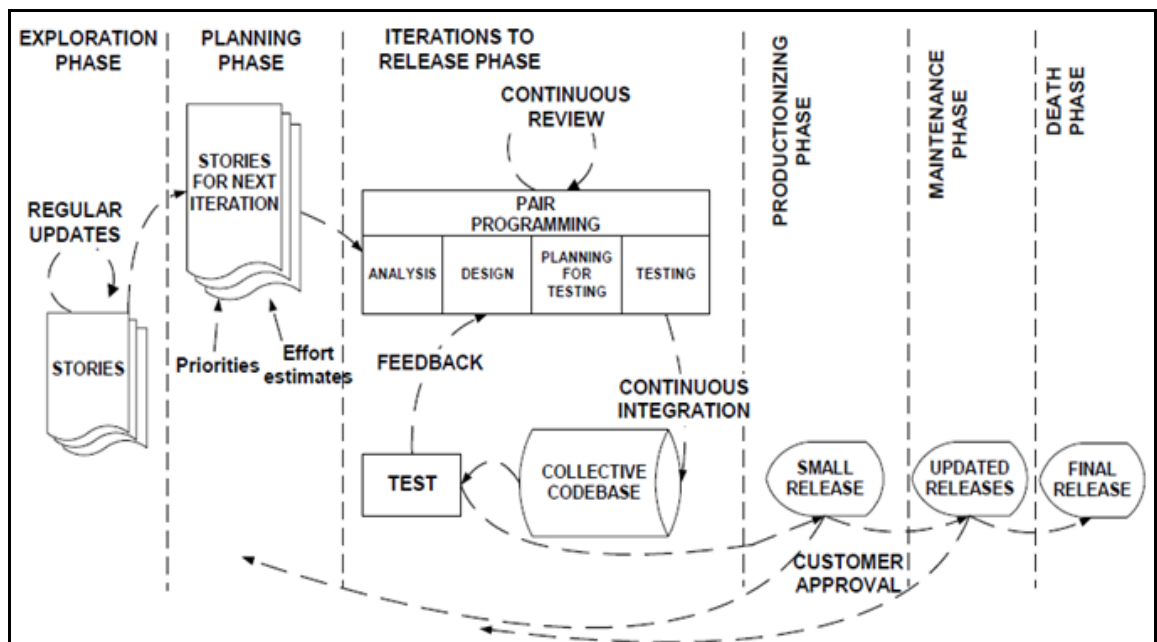 EXPLORATION
PHASE
PLANNING
PHASE
ITERATIONS TO
RELEASE PHASE
PRODUCTIONIZING
PHASE
MAINTENANCE
PHASE
DEATH
PHASE
REGULAR
UPDATES
STORIES
STORIES
FOR NEXT
ITERATION
Priorities
Effort
estimates
CONTINUOUS
REVIEW
PAIR
PROGRAMMING
ANALYSIS
DESIGN
PLANNING
FOR
TESTING
TESTING
FEEDBACK
CONTINUOUS
INTEGRATION
TEST
COLLECTIVE
CODEBASE
SMALL
RELEASE
UPDATED
RELEASES
FINAL
RELEASE
CUSTOMER
APPROVAL